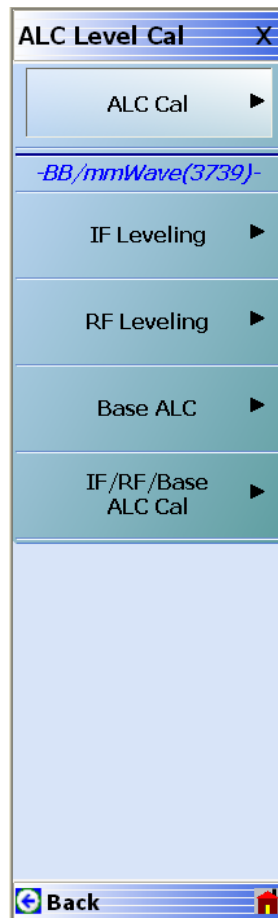 ALC Level Cal X
ALC Cal
-BB/mmWave(3739)-
IF Leveling
RF Leveling
Base ALC
IF/RF/Base
ALC Cal
Back